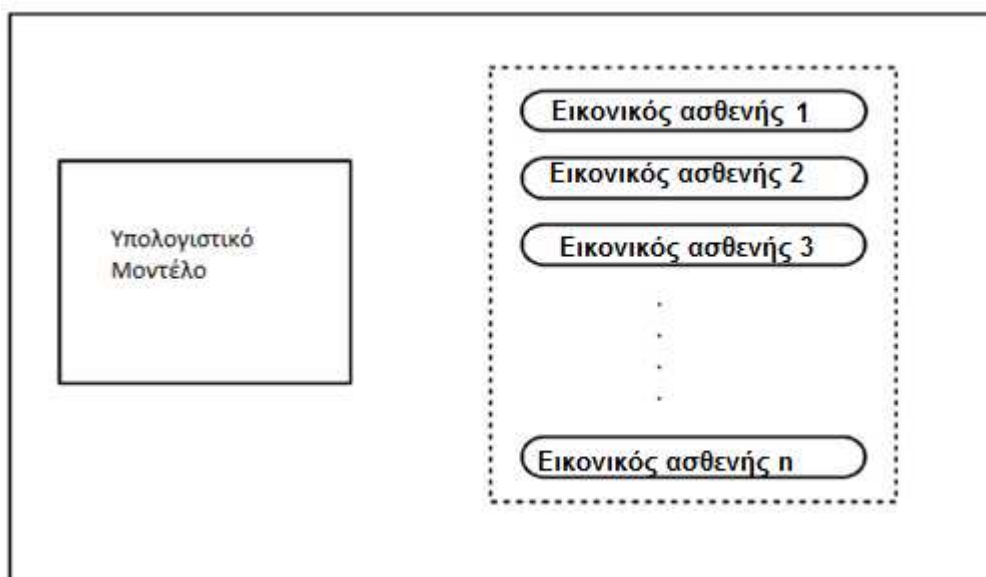 Υπολογιστικό
Μοντέλο
Εικονικός ασθενής 1
Εικονικός ασθενής 2
Εικονικός ασθενής 3
.
.
.
.
Εικονικός ασθενής n